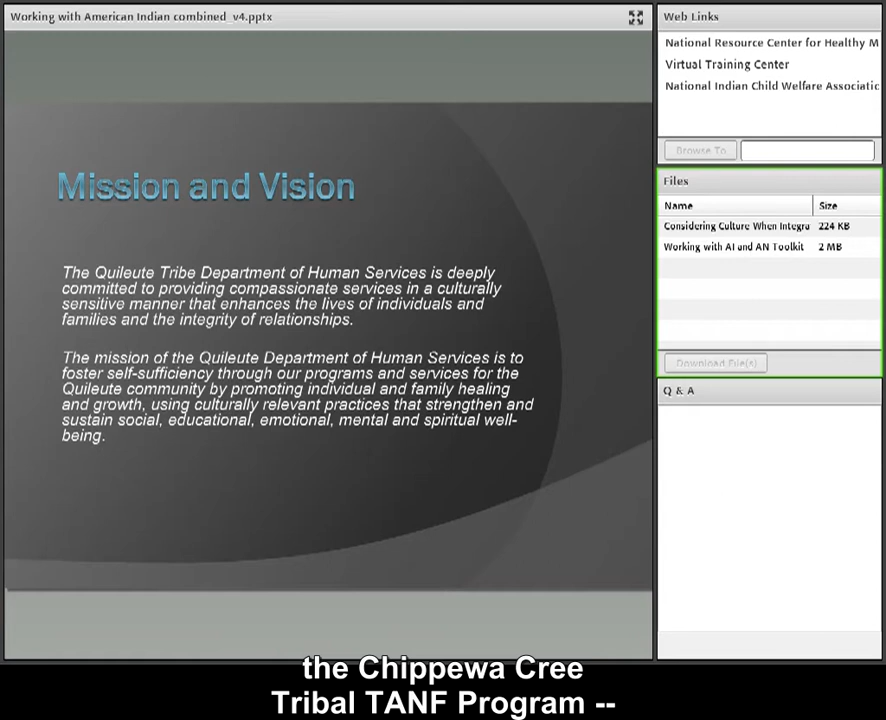 Working with American Indian combined_v4.pptx
Mission and Vision
The Quileute Tribe Department of Human Services is deeply
committed to providing compassionate services in a culturally
sensitive manner that enhances the lives of individuals and
families and the integrity of relationships.
The mission of the Quileute Department of Human Services is to
foster self-sufficiency through our programs and services for the
Quileute community by promoting individual and family healing
and growth, using culturally relevant practices that strengthen and
sustain social, educational, emotional, mental and spiritual well-
being.
Web Links
National Resource Center for Healthy M
Virtual Training Center
National Indian Child Welfare Associatic
Browse To
Files
Name Size
Considering Culture When Integra 224 KB
Working with AI and AN Toolkit 2 MB
Download File(s)
Q & A
the Chippewa Cree
Tribal TANF Program --